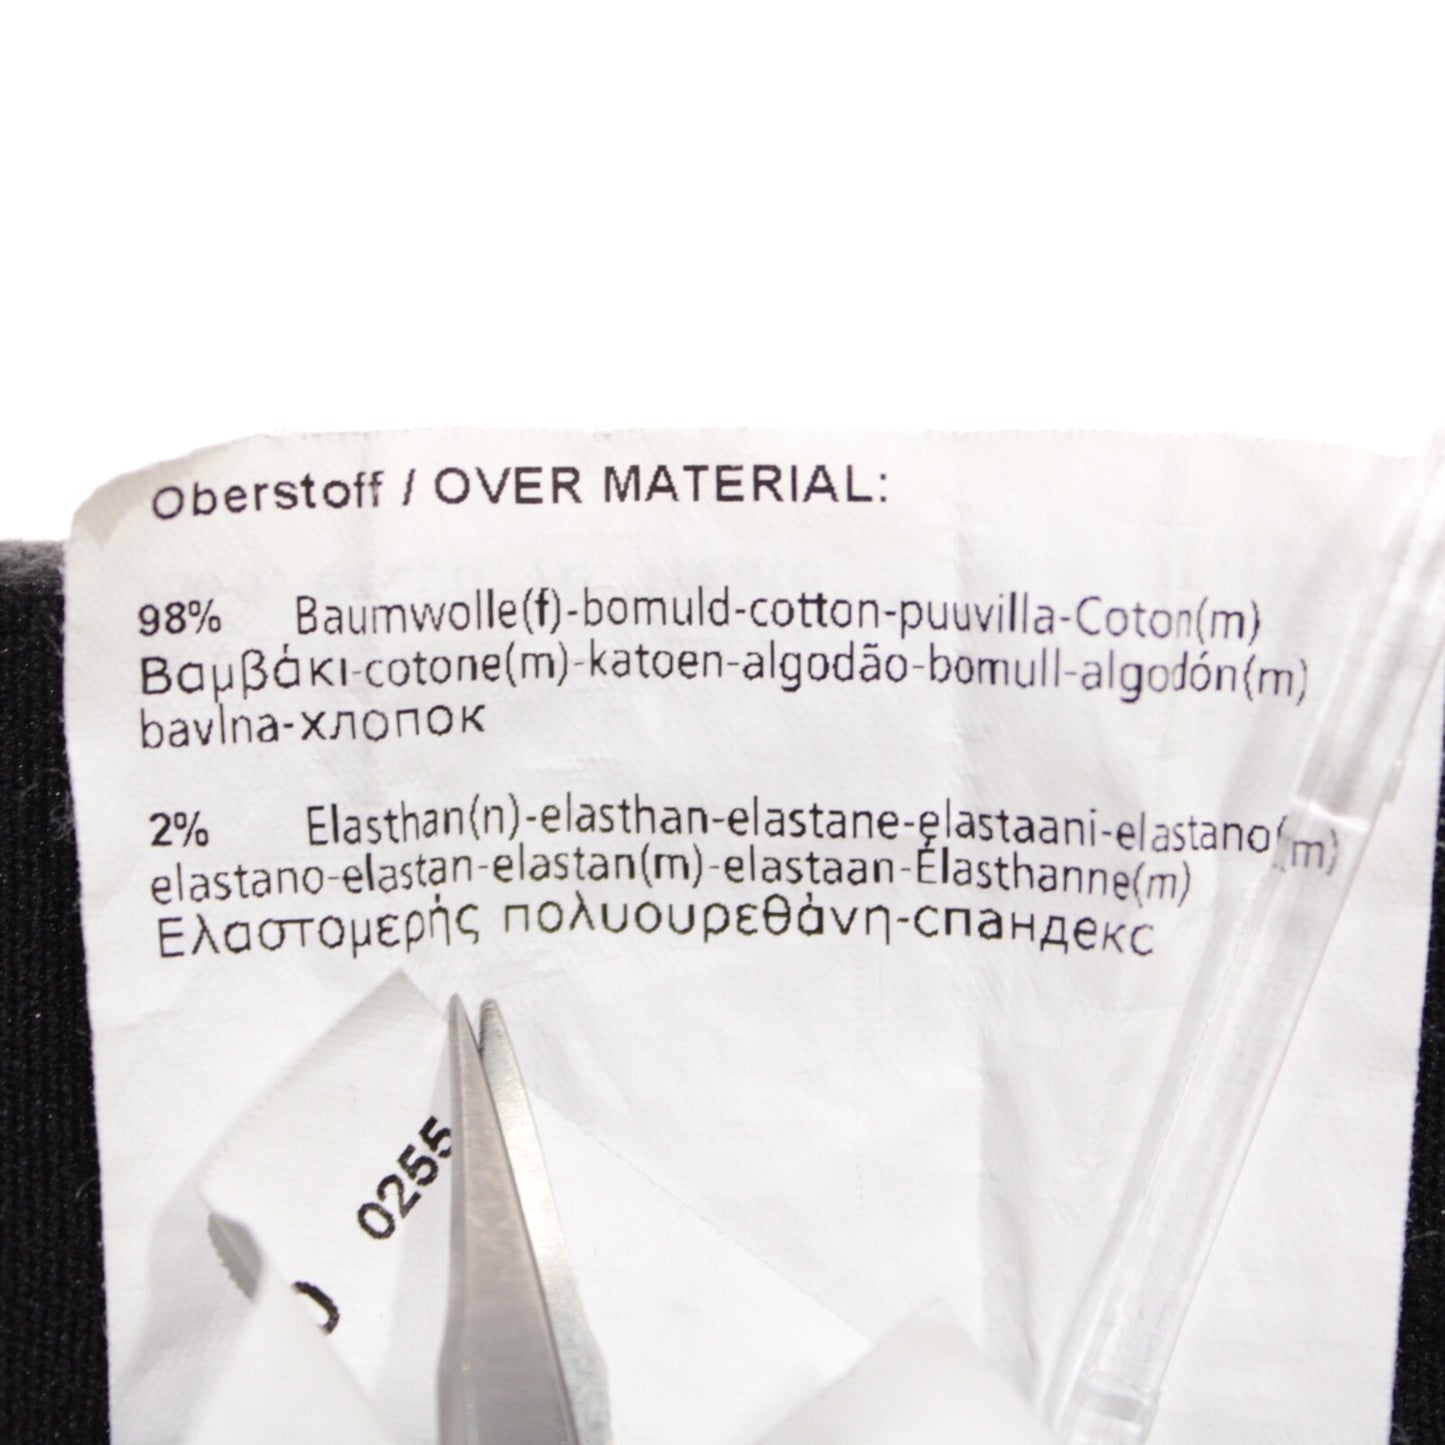 Oberstoff / OVER MATERIAL:
98% Baumwolle(f)-bomuld-cotton-puuvilla-Coton(m)
Βαμβάκι-cotone(m)-katoen-algodão-bomull-algodón(m)
bavlna-хлопок
2% Elasthan(n)-elasthan-elastane-elastaani-elastano(m)
elastano-elastan-elastan(m)-elastaan-Élasthanne(m)
Ελαστομερής πολυουρεθάνη-спандекс
0255